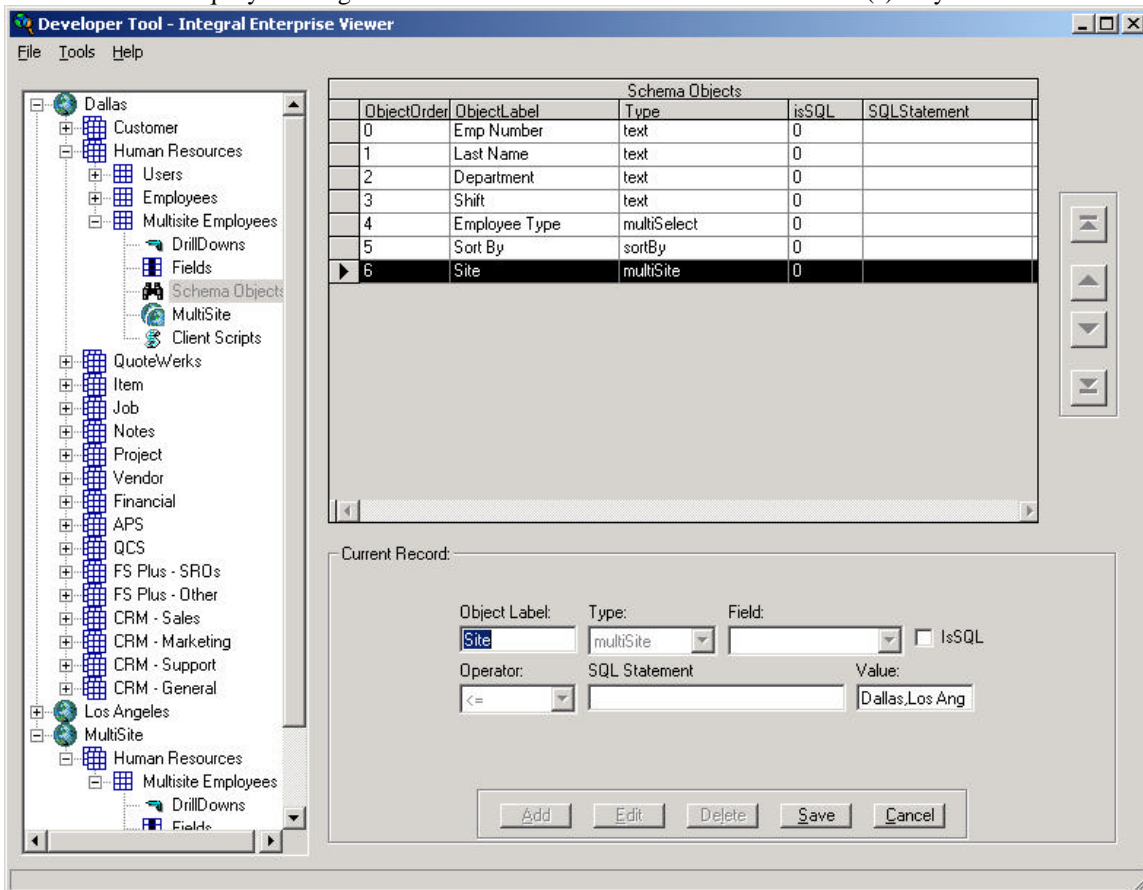 Developer Tool - Integral Enterprise Viewer
File Tools Help
Dallas
Customer
Human Resources
Users
Employees
Multisite Employees
DrillDowns
Fields
Schema Objects
MultiSite
Client Scripts
QuoteWerks
Item
Job
Notes
Project
Vendor
Financial
APS
QCS
FS Plus - SROs
FS Plus - Other
CRM - Sales
CRM - Marketing
CRM - Support
CRM - General
Los Angeles
MultiSite
Human Resources
Multisite Employees
DrillDowns
Fields
Schema Objects
ObjectOrder ObjectLabel Type isSQL SQLStatement
0 Emp Number text 0
1 Last Name text 0
2 Department text 0
3 Shift text 0
4 Employee Type multiSelect 0
5 Sort By sortBy 0
6 Site multiSite 0
Current Record:
Object Label: Type: Field:
Site multiSite IsSQL
Operator: SQL Statement Value:
<= Dallas,Los Ang
Add Edit Delete Save Cancel